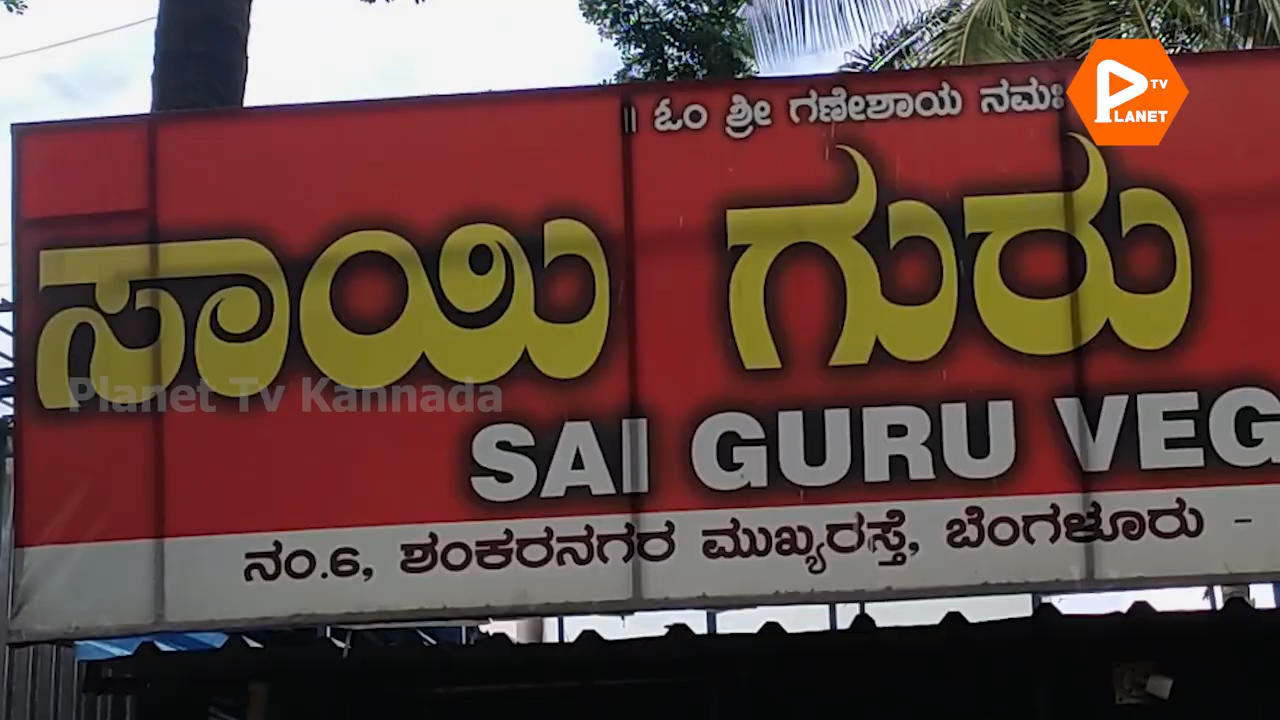 ॥ ಓಂ ಶ್ರೀ ಗಣೇಶಾಯ ನಮಃ
P TV
PLANET
ಸಾಯಿ ಗುರು
Planet Tv Kannada
SAI GURU VEG
ನಂ.6, ಶಂಕರನಗರ ಮುಖ್ಯರಸ್ತೆ, ಬೆಂಗಳೂರು -